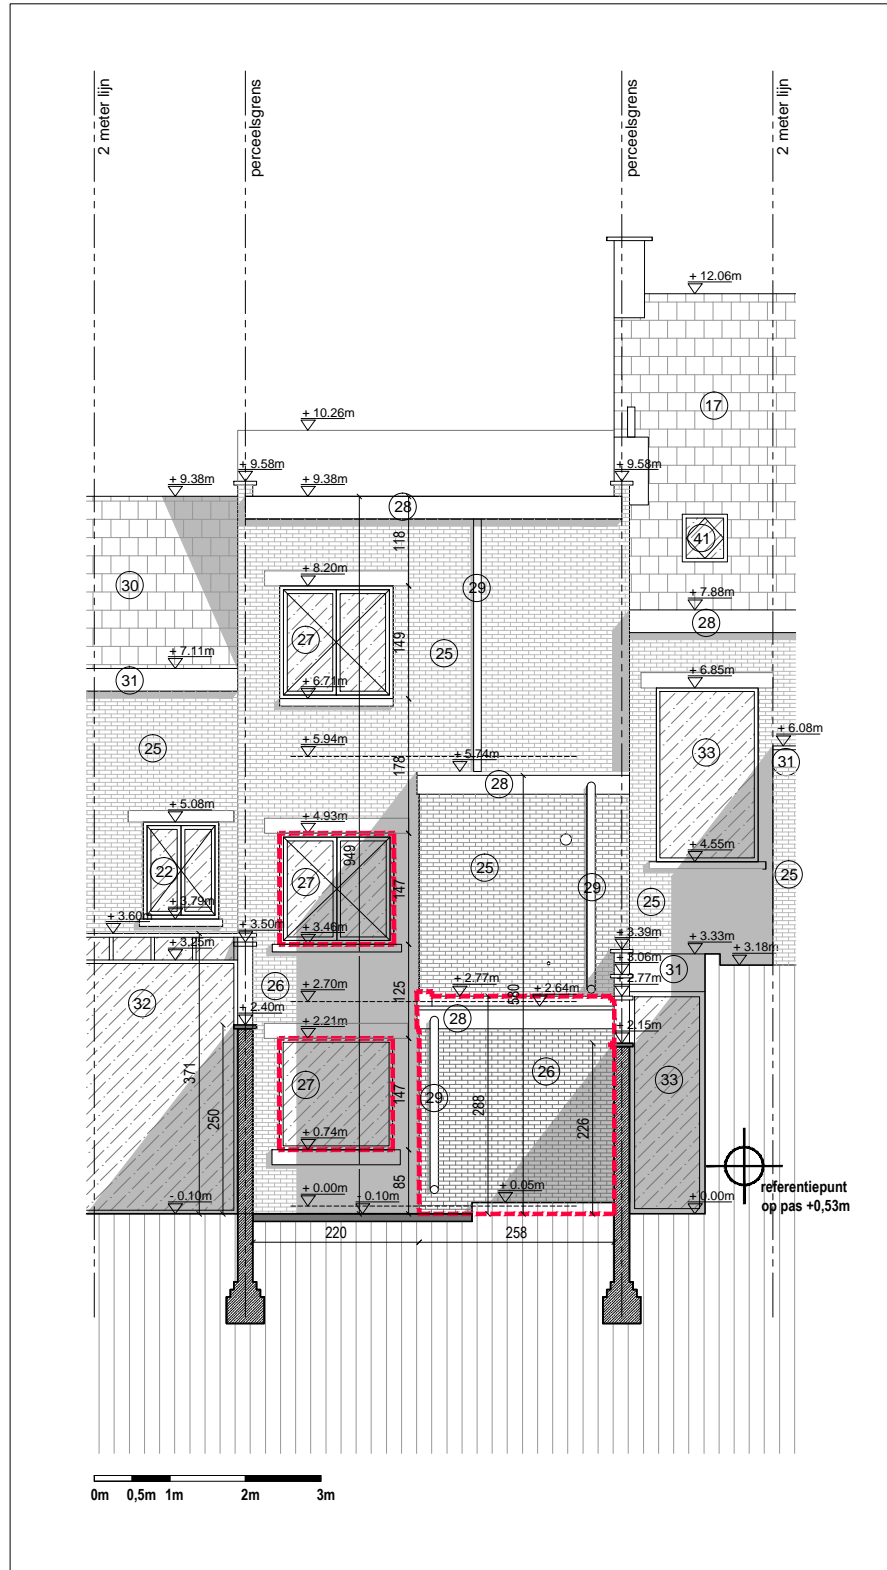 2 meter lijn
perceelsgrens
perceelsgrens
2 meter lijn
+ 12.06m
17
+ 10.26m
+ 9.38m
+ 9.58m
+ 9.38m
+ 9.58m
28
41
118
30
+ 8.20m
29
+ 7.88m
28
27
149
25
+ 7.11m
31
+ 6.71m
+ 6.85m
25
+ 5.94m
178
+ 5.74m
28
33
+ 6.08m
31
+ 5.08m
+ 4.93m
949
22
27
147
25
29
+ 4.55m
25
25
+ 3.79m
+ 3.60m
+ 3.50m
+ 3.46m
+ 3.39m
+ 3.25m
+ 3.33m
+ 3.18m
+ 3.06m
31
32
26
+ 2.70m
125
+ 2.77m
580
+ 2.64m
+ 2.77m
+ 2.40m
+ 2.21m
28
+ 2.15m
371
250
27
147
29
288
26
226
33
+ 0.74m
85
- 0.10m
+ 0.00m
- 0.10m
+ 0.05m
+ 0.00m
referentiepunt
op pas +0,53m
220
258
0m 0,5m 1m 2m 3m